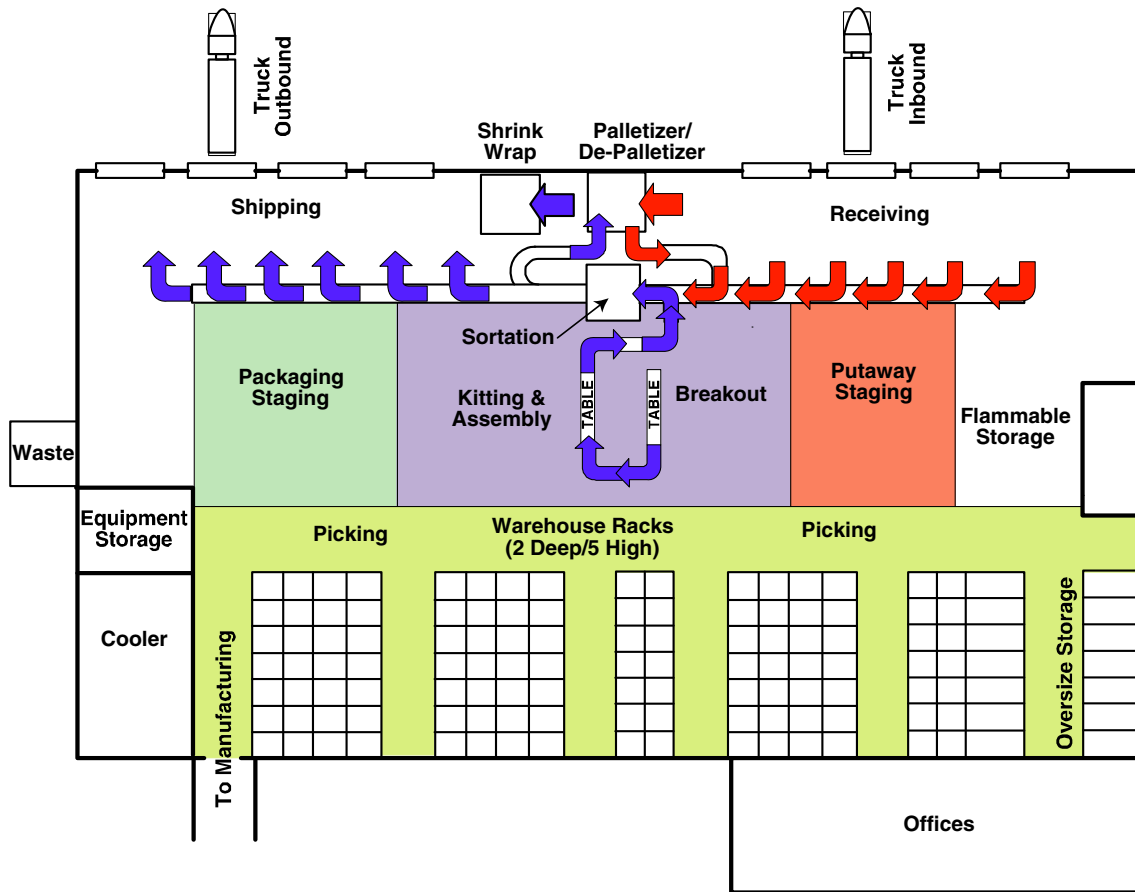 Truck
Outbound
Truck
Inbound
Shrink
Wrap
Palletizer/
De-Palletizer
Shipping
Receiving
Sortation
Packaging
Staging
Kitting &
Assembly
TABLE
TABLE
Breakout
Putaway
Staging
Flammable
Storage
Waste
Equipment
Storage
Picking
Warehouse Racks
(2 Deep/5 High)
Picking
Cooler
To Manufacturing
Oversize Storage
Offices